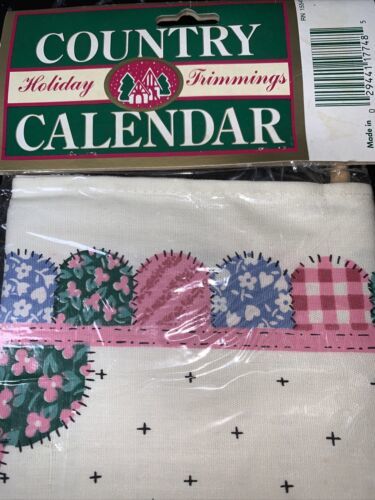 COUNTRY
Holiday Trimmings
CALENDAR
Made in
0 29441 17748 5